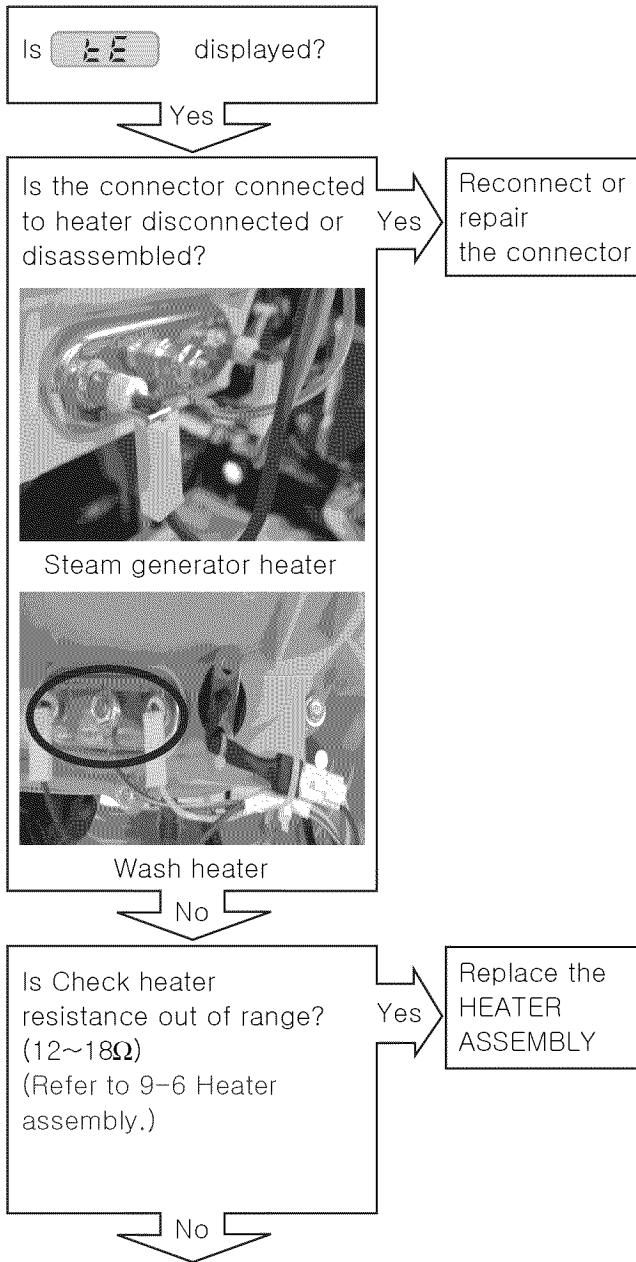 Is tE displayed?
Yes
Is the connector connected
to heater disconnected or
disassembled?
Yes
Reconnect or
repair
the connector
Steam generator heater
Wash heater
No
Is Check heater
resistance out of range?
(12~18Ω)
(Refer to 9-6 Heater
assembly.)
Yes
Replace the
HEATER
ASSEMBLY
No